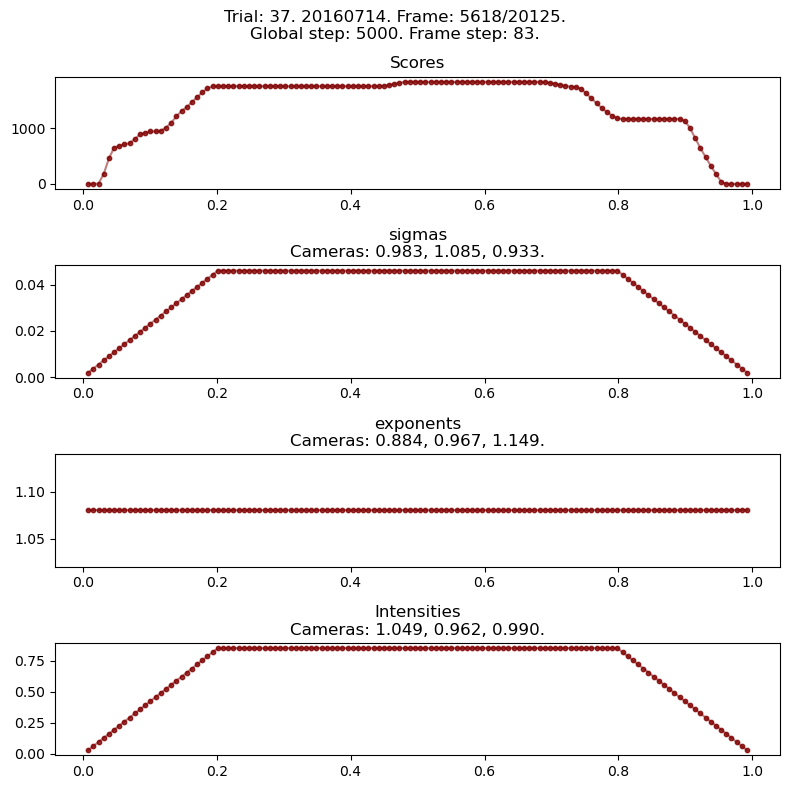 Trial: 37. 20160714. Frame: 5618/20125.
Global step: 5000. Frame step: 83.
Scores
1000
0
0.0 0.2 0.4 0.6 0.8 1.0
sigmas
Cameras: 0.983, 1.085, 0.933.
0.04
0.02
0.00
0.0 0.2 0.4 0.6 0.8 1.0
exponents
Cameras: 0.884, 0.967, 1.149.
1.10
1.05
0.0 0.2 0.4 0.6 0.8 1.0
Intensities
Cameras: 1.049, 0.962, 0.990.
0.75
0.50
0.25
0.00
0.0 0.2 0.4 0.6 0.8 1.0